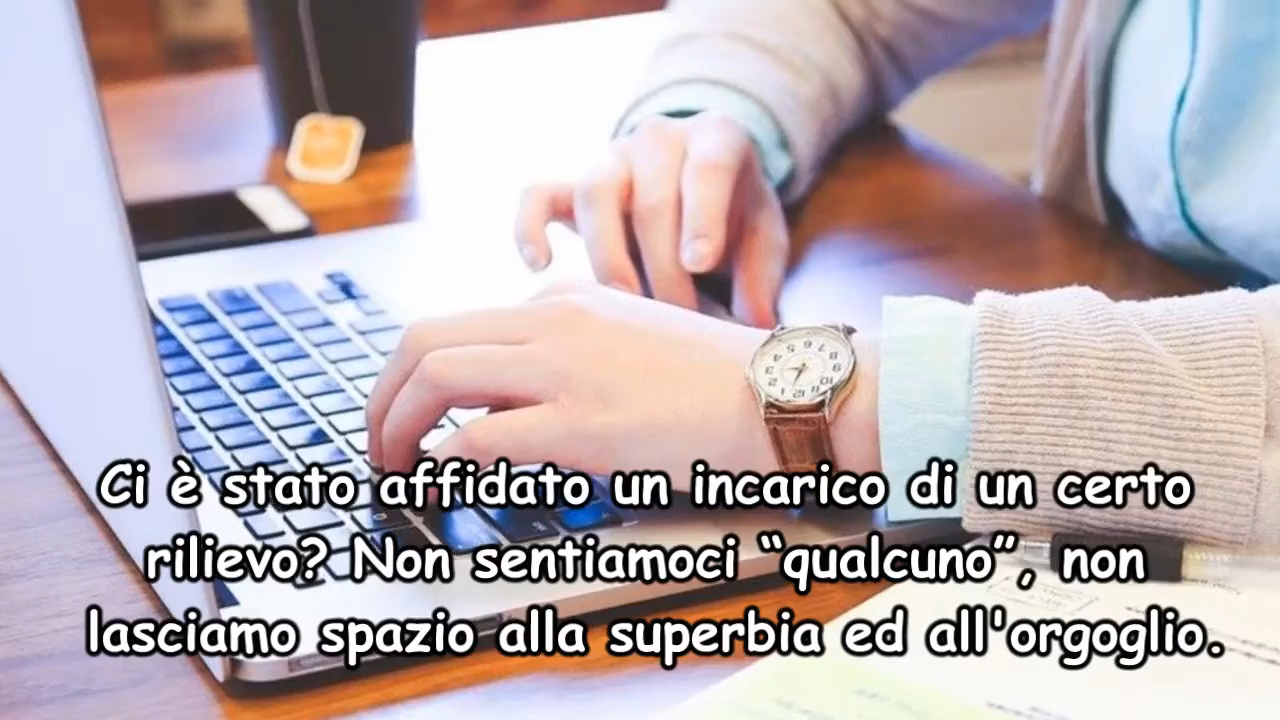 Ci è stato affidato un incarico di un certo
rilievo? Non sentiamoci “qualcuno”, non
lasciamo spazio alla superbia ed all'orgoglio.